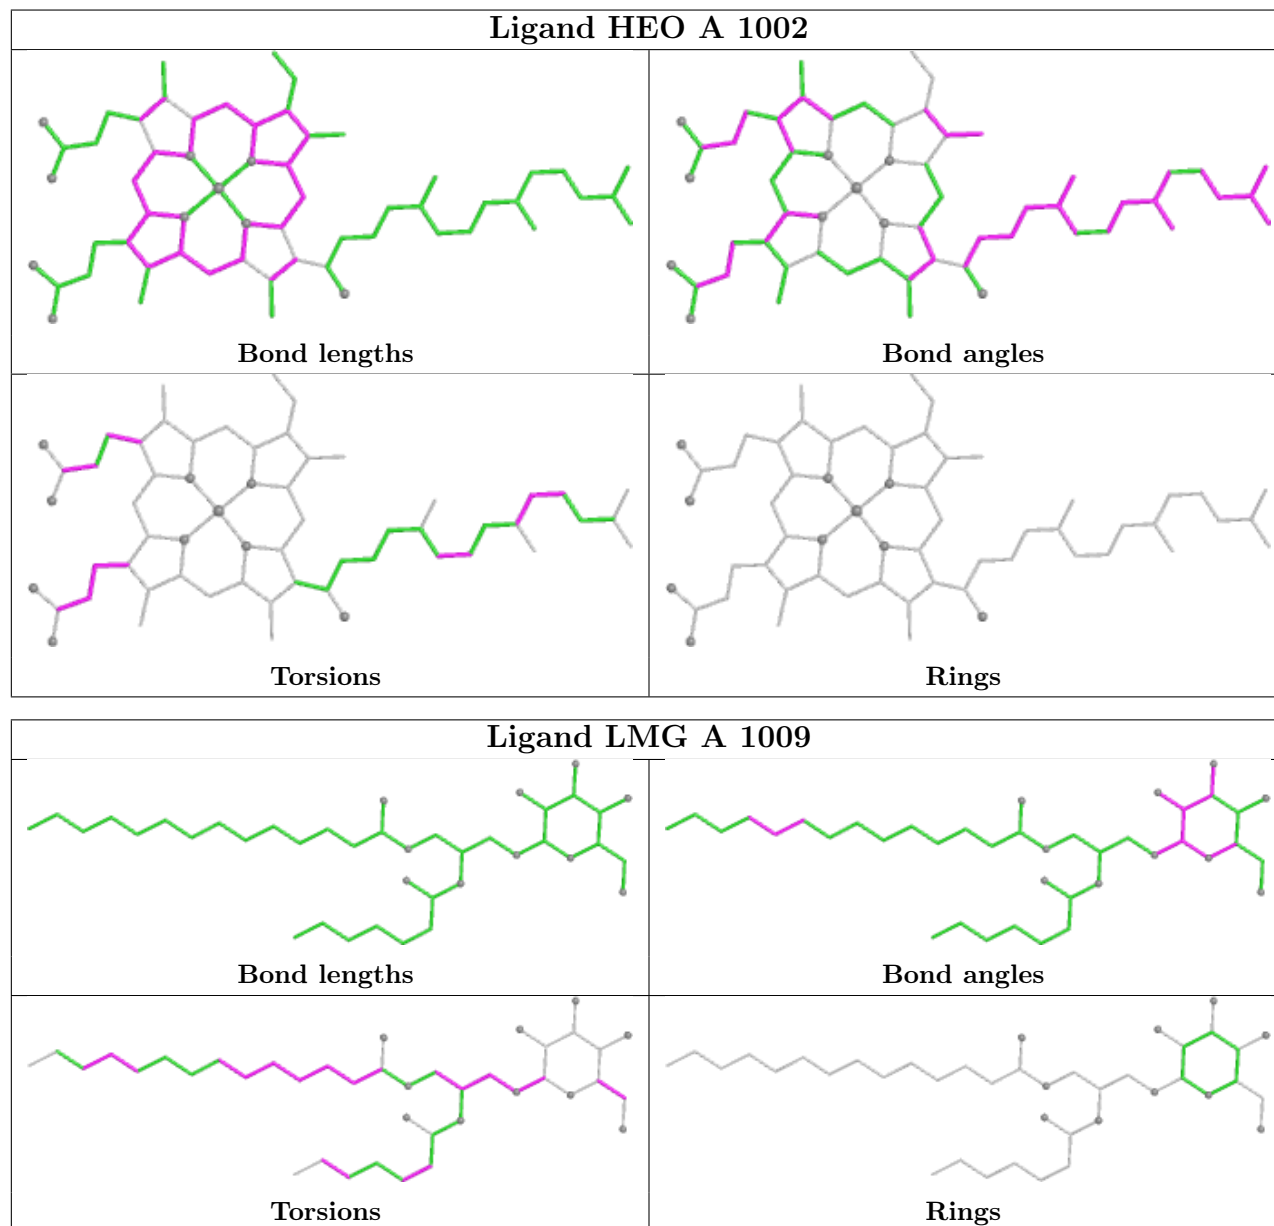 Ligand HEO A 1002
Bond lengths
Bond angles
Torsions
Rings
Ligand LMG A 1009
Bond lengths
Bond angles
Torsions
Rings